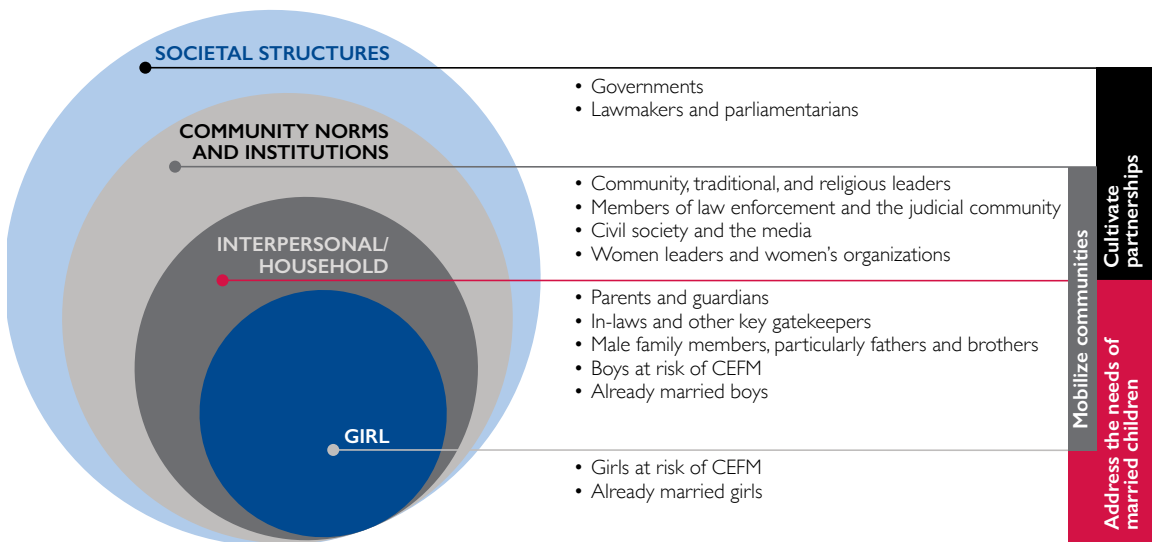 SOCIETAL STRUCTURES
• Governments
• Lawmakers and parliamentarians
COMMUNITY NORMS
AND INSTITUTIONS
• Community, traditional, and religious leaders
• Members of law enforcement and the judicial community
• Civil society and the media
• Women leaders and women’s organizations
INTERPERSONAL/
HOUSEHOLD
• Parents and guardians
• In-laws and other key gatekeepers
• Male family members, particularly fathers and brothers
• Boys at risk of CEFM
• Already married boys
GIRL
• Girls at risk of CEFM
• Already married girls
Mobilize communities
Cultivate
partnerships
Address the needs of
married children